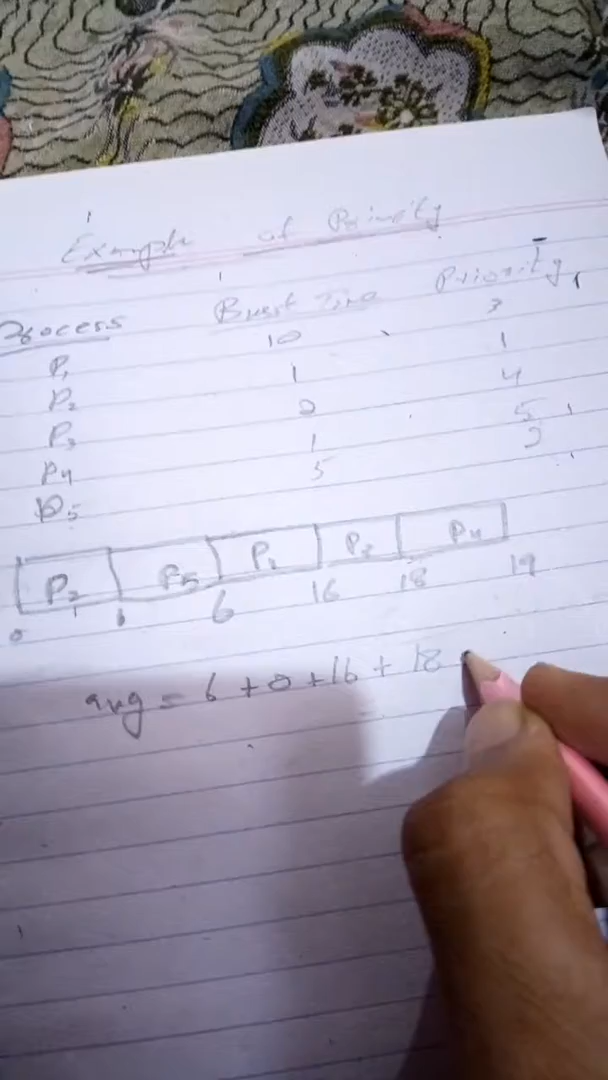 Example of Priority
Process Burst Time Priority
P1 10 3
P2 1 1
P3 2 4
P4 1 5
P5 5 2
P2 P5 P1 P3 P4
0 1 6 16 18 19
avg = 6 + 0 + 16 + 18